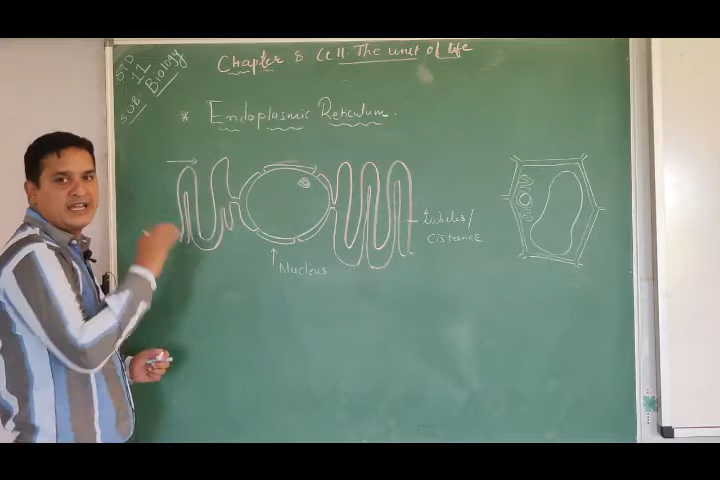 STD
11
SUB: Biology
Chapter 8 Cell: The unit of life
* Endoplasmic Reticulum.
tubules/
Cisternae
Nucleus